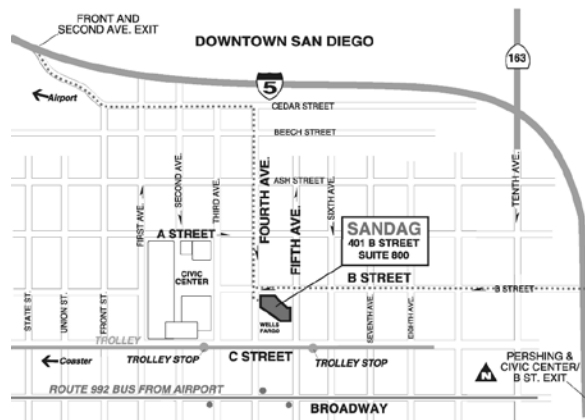 FRONT AND
SECOND AVE. EXIT
DOWNTOWN SAN DIEGO
163
5
Airport
CEDAR STREET
BEECH STREET
ASH STREET
FIRST AVE.
SECOND AVE.
THIRD AVE.
FOURTH AVE.
FIFTH AVE.
SIXTH AVE.
TENTH AVE.
A STREET
SANDAG
401 B STREET
SUITE 800
CIVIC
CENTER
B STREET
B STREET
STATE ST.
UNION ST.
FRONT ST.
WELLS
FARGO
SEVENTH AVE.
EIGHTH AVE.
TROLLEY
Coaster
TROLLEY STOP
C STREET
TROLLEY STOP
N
PERSHING &
CIVIC CENTER/
B ST. EXIT
ROUTE 992 BUS FROM AIRPORT
BROADWAY